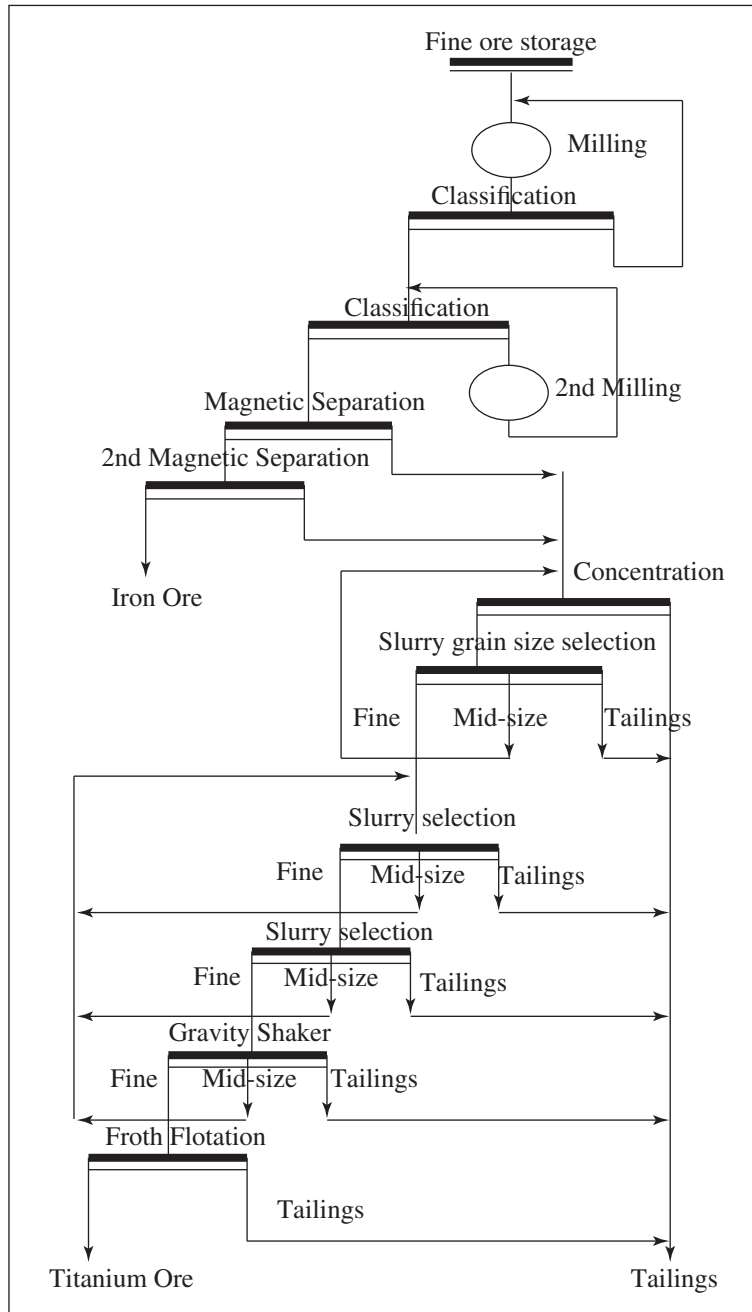 Fine ore storage
Milling
Classification
Classification
2nd Milling
Magnetic Separation
2nd Magnetic Separation
Iron Ore
Concentration
Slurry grain size selection
Fine
Mid-size
Tailings
Slurry selection
Fine
Mid-size
Tailings
Slurry selection
Fine
Mid-size
Tailings
Gravity Shaker
Fine
Mid-size
Tailings
Froth Flotation
Tailings
Titanium Ore
Tailings